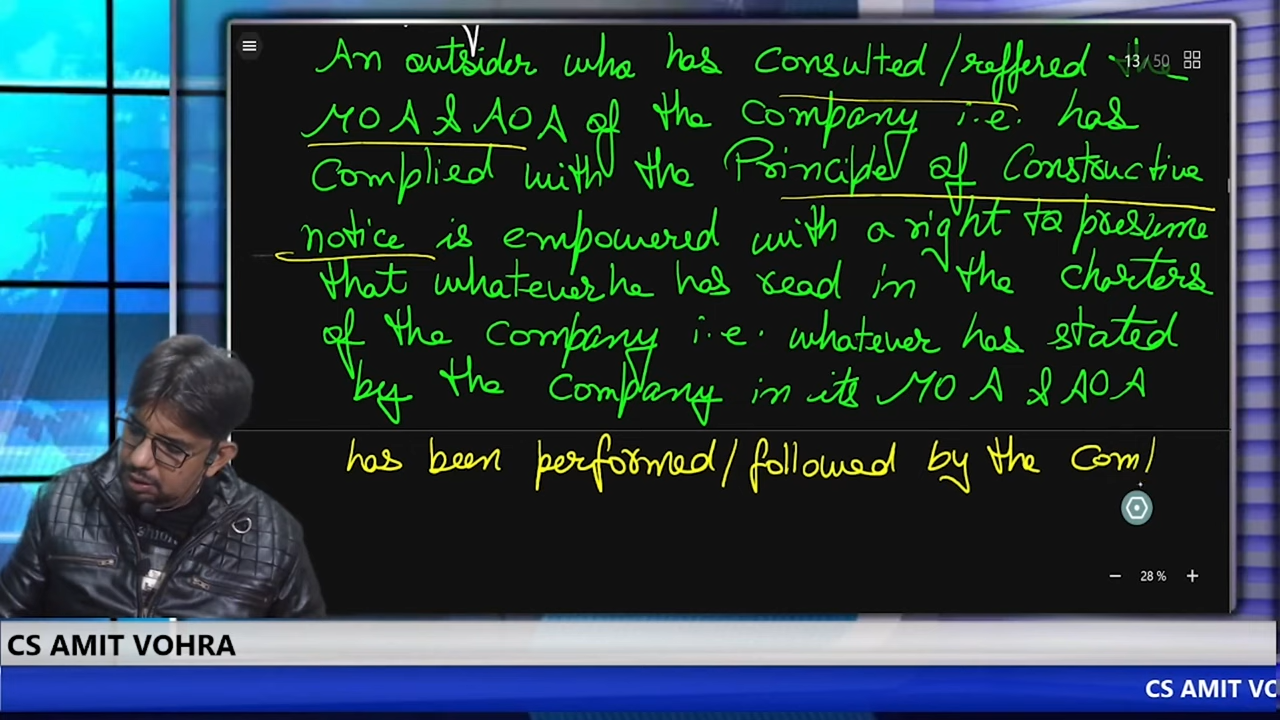 An outsider who has Consulted/reffered the
13 50
MOA & AOA of the Company i.e. has
Complied with the Principle of Constructive
notice is empowered with a right to presume
that whatever he has read in the charters
of the Company i.e. whatever has stated
by the Company in its MOA & AOA
has been performed/followed by the Com
28 %
CS AMIT VOHRA
CS AMIT VO